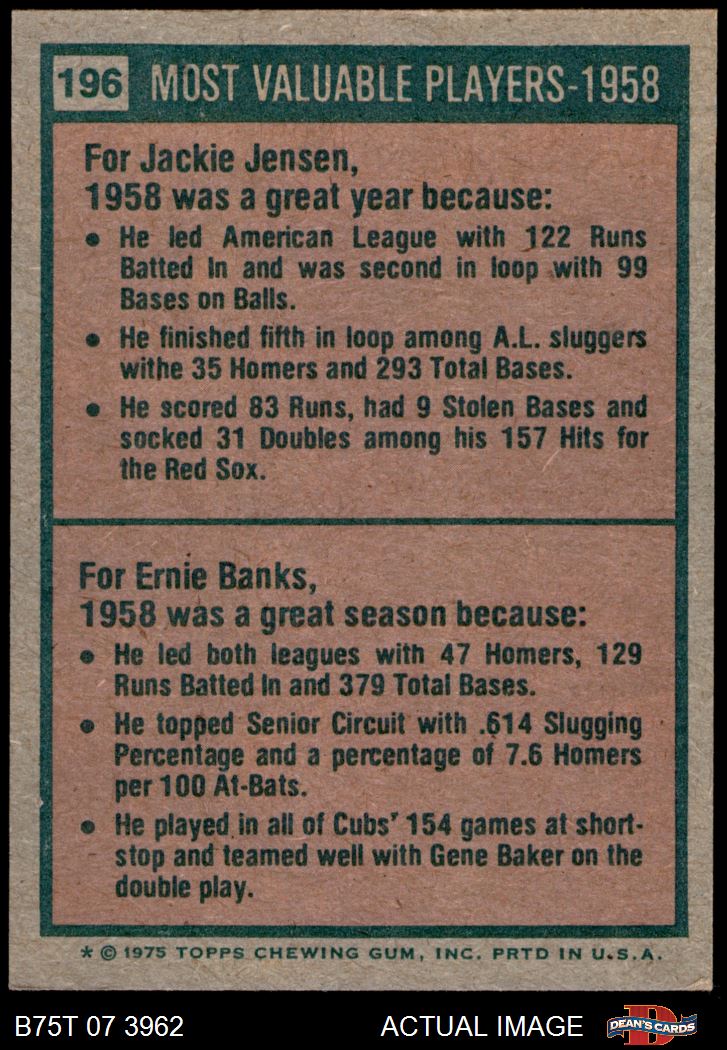 196 MOST VALUABLE PLAYERS-1958
For Jackie Jensen,
1958 was a great year because:
• He led American League with 122 Runs
Batted In and was second in loop with 99
Bases on Balls.
• He finished fifth in loop among A.L. sluggers
withe 35 Homers and 293 Total Bases.
• He scored 83 Runs, had 9 Stolen Bases and
socked 31 Doubles among his 157 Hits for
the Red Sox.
For Ernie Banks,
1958 was a great season because:
• He led both leagues with 47 Homers, 129
Runs Batted In and 379 Total Bases.
• He topped Senior Circuit with .614 Slugging
Percentage and a percentage of 7.6 Homers
per 100 At-Bats.
• He played in all of Cubs' 154 games at short-
stop and teamed well with Gene Baker on the
double play.
* © 1975 TOPPS CHEWING GUM, INC. PRTD IN U.S.A.
B75T 07 3962 ACTUAL IMAGE D DEAN'S CARDS